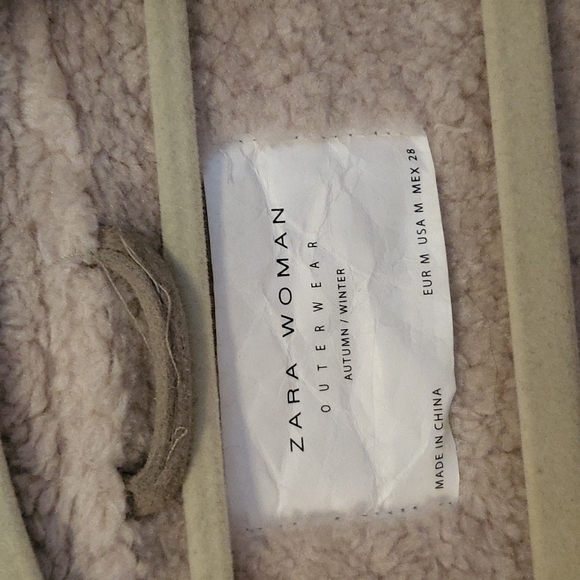 ZARA WOMAN
OUTERWEAR
AUTUMN / WINTER
EUR M USA M MEX 28
MADE IN CHINA